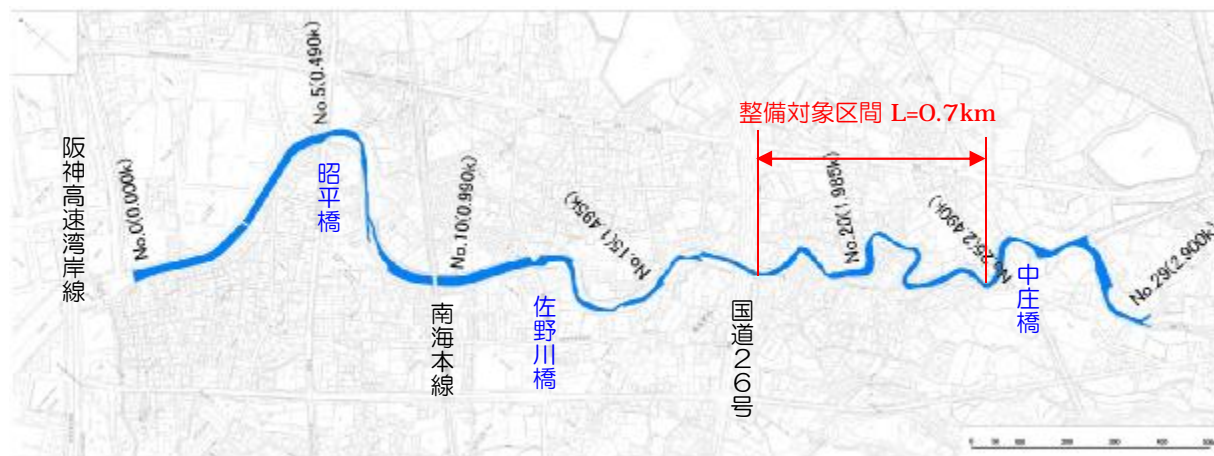 整備対象区間 L=0.7km
阪神高速湾岸線
No.0(0.000k)
No.5(0.490k)
昭平橋
No.10(0.990k)
南海本線
佐野川橋
No.15(1.495k)
国道26号
No.20(1.985k)
No.25(2.490k)
中庄橋
No.29(2.900k)